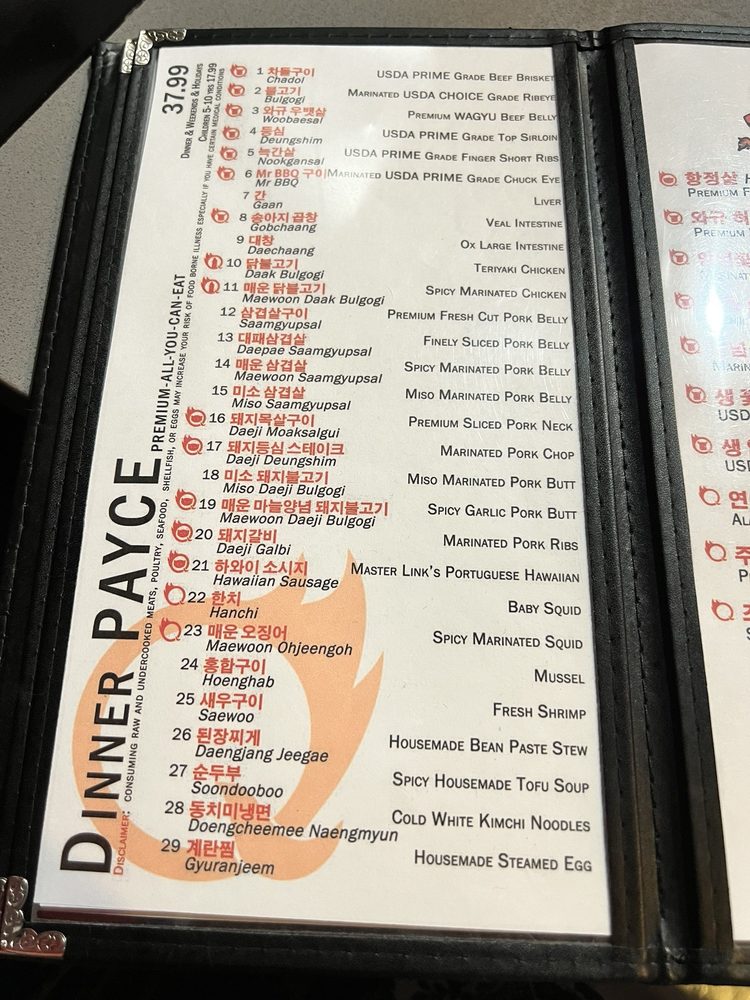 DINNER PAYCE PREMIUM-ALL-YOU-CAN-EAT
37.99
DINNER & WEEKENDS & HOLIDAYS
CHILDREN 5-10 YRS 17.99
DISCLAIMER: CONSUMING RAW AND UNDERCOOKED MEATS, POULTRY, SEAFOOD, SHELLFISH, OR EGGS MAY INCREASE YOUR RISK OF FOOD BORNE ILLNESS ESPECIALLY IF YOU HAVE CERTAIN MEDICAL CONDITIONS
1 차돌구이 USDA PRIME GRADE BEEF BRISKET
Chadol
2 불고기 MARINATED USDA CHOICE GRADE RIBEYE
Bulgogi
3 와규 우뱃살 PREMIUM WAGYU BEEF BELLY
Woobaesal
4 등심 USDA PRIME GRADE TOP SIRLOIN
Deungshim
5 늑간살 USDA PRIME GRADE FINGER SHORT RIBS
Nookgansal
6 Mr BBQ 구이 MARINATED USDA PRIME GRADE CHUCK EYE
Mr BBQ
7 간 LIVER
Gaan
8 송아지 곱창 VEAL INTESTINE
Gobchaang
9 대창 OX LARGE INTESTINE
Daechaang
10 닭불고기 TERIYAKI CHICKEN
Daak Bulgogi
11 매운 닭불고기 SPICY MARINATED CHICKEN
Maewoon Daak Bulgogi
12 삼겹살구이 PREMIUM FRESH CUT PORK BELLY
Saamgyupsal
13 대패삼겹살 FINELY SLICED PORK BELLY
Daepae Saamgyupsal
14 매운 삼겹살 SPICY MARINATED PORK BELLY
Maewoon Saamgyupsal
15 미소 삼겹살 MISO MARINATED PORK BELLY
Miso Saamgyupsal
16 돼지목살구이 PREMIUM SLICED PORK NECK
Daeji Moaksalgui
17 돼지등심 스테이크 MARINATED PORK CHOP
Daeji Deungshim
18 미소 돼지불고기 MISO MARINATED PORK BUTT
Miso Daeji Bulgogi
19 매운 마늘양념 돼지불고기 SPICY GARLIC PORK BUTT
Maewoon Daeji Bulgogi
20 돼지갈비 MARINATED PORK RIBS
Daeji Galbi
21 하와이 소시지 MASTER LINK'S PORTUGUESE HAWAIIAN
Hawaiian Sausage
22 한치 BABY SQUID
Hanchi
23 매운 오징어 SPICY MARINATED SQUID
Maewoon Ohjeengoh
24 홍합구이 MUSSEL
Hoenghab
25 새우구이 FRESH SHRIMP
Saewoo
26 된장찌게 HOUSEMADE BEAN PASTE STEW
Daengjang Jeegae
27 순두부 SPICY HOUSEMADE TOFU SOUP
Soondooboo
28 동치미냉면 COLD WHITE KIMCHI NOODLES
Doengcheemee Naengmyun
29 계란찜 HOUSEMADE STEAMED EGG
Gyuranjeem
항정살
PREMIUM
와규
PREMIUM
생
USD
생
연
주